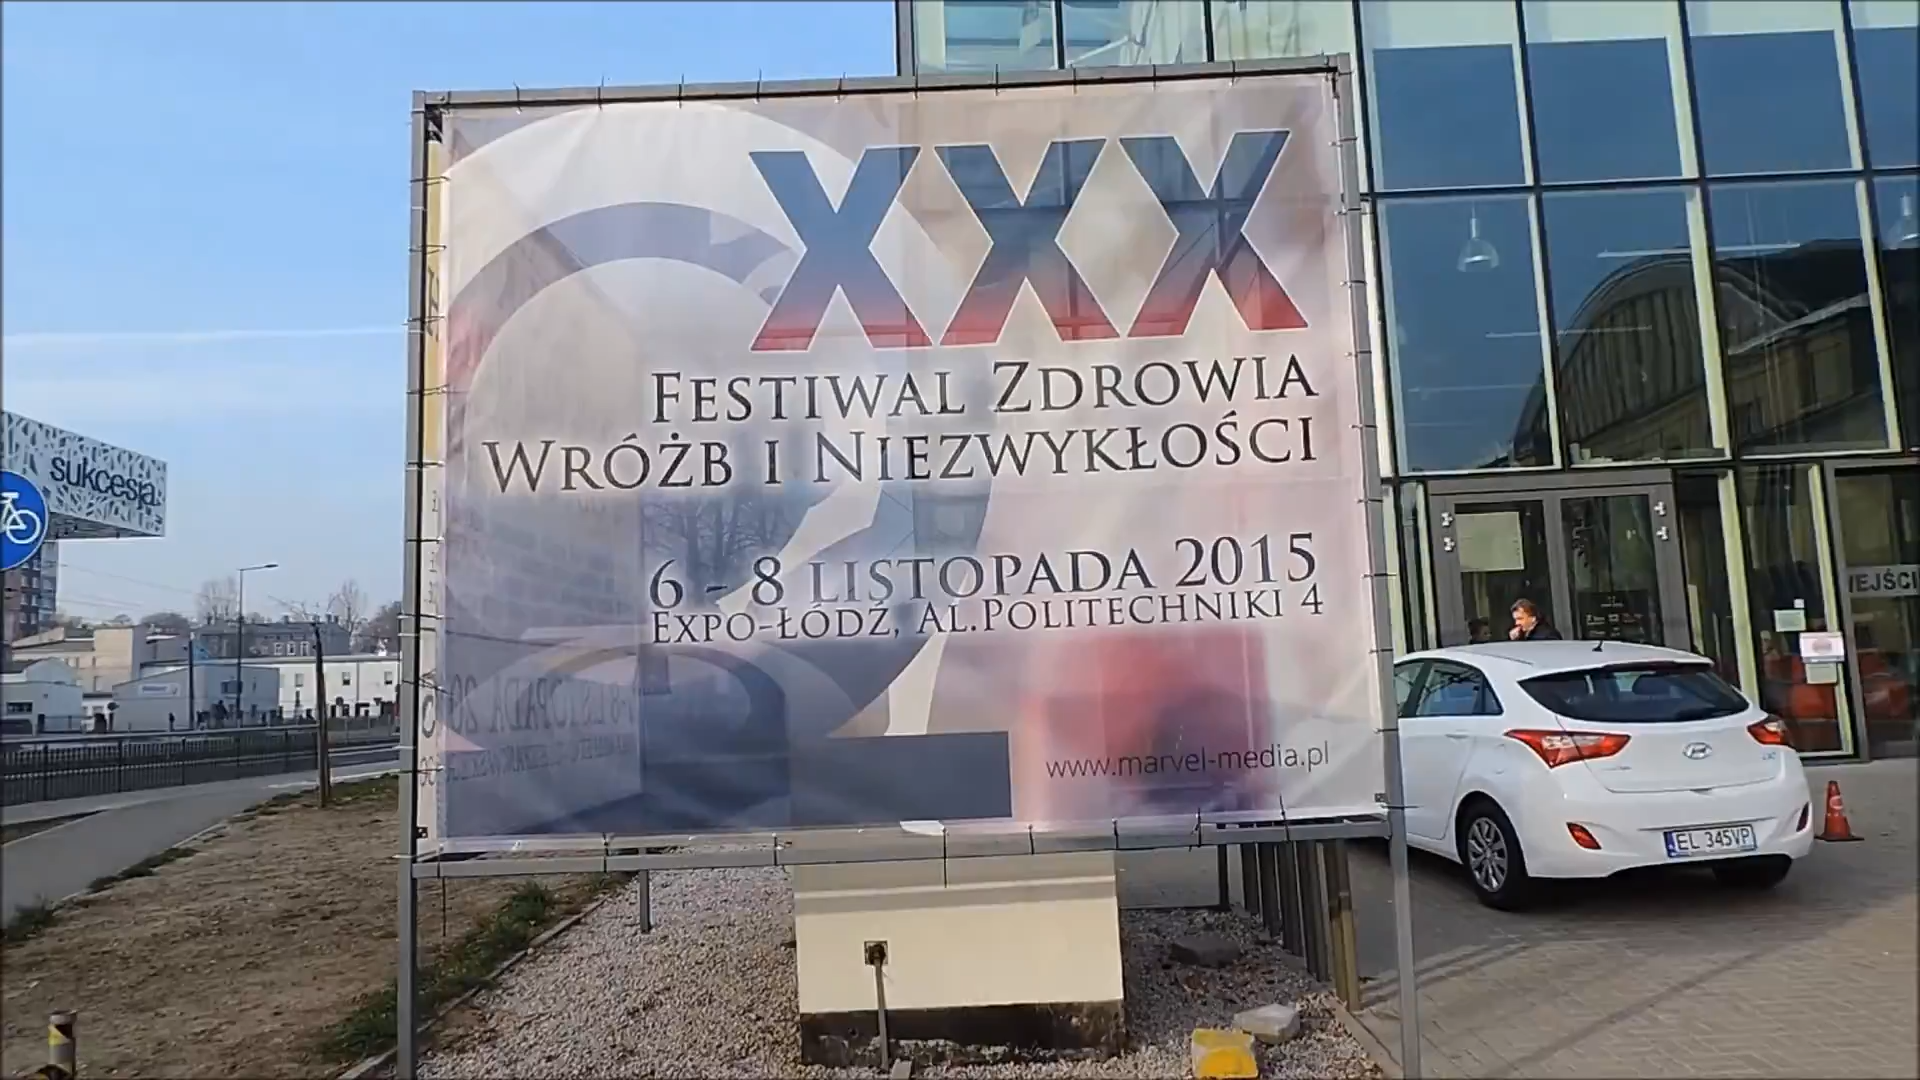 XXX
FESTIWAL ZDROWIA
WRÓŻB I NIEZWYKŁOŚCI
6 - 8 LISTOPADA 2015
EXPO-ŁÓDŹ, AL.POLITECHNIKI 4
www.marvel-media.pl
sukcesja
EL 345VP